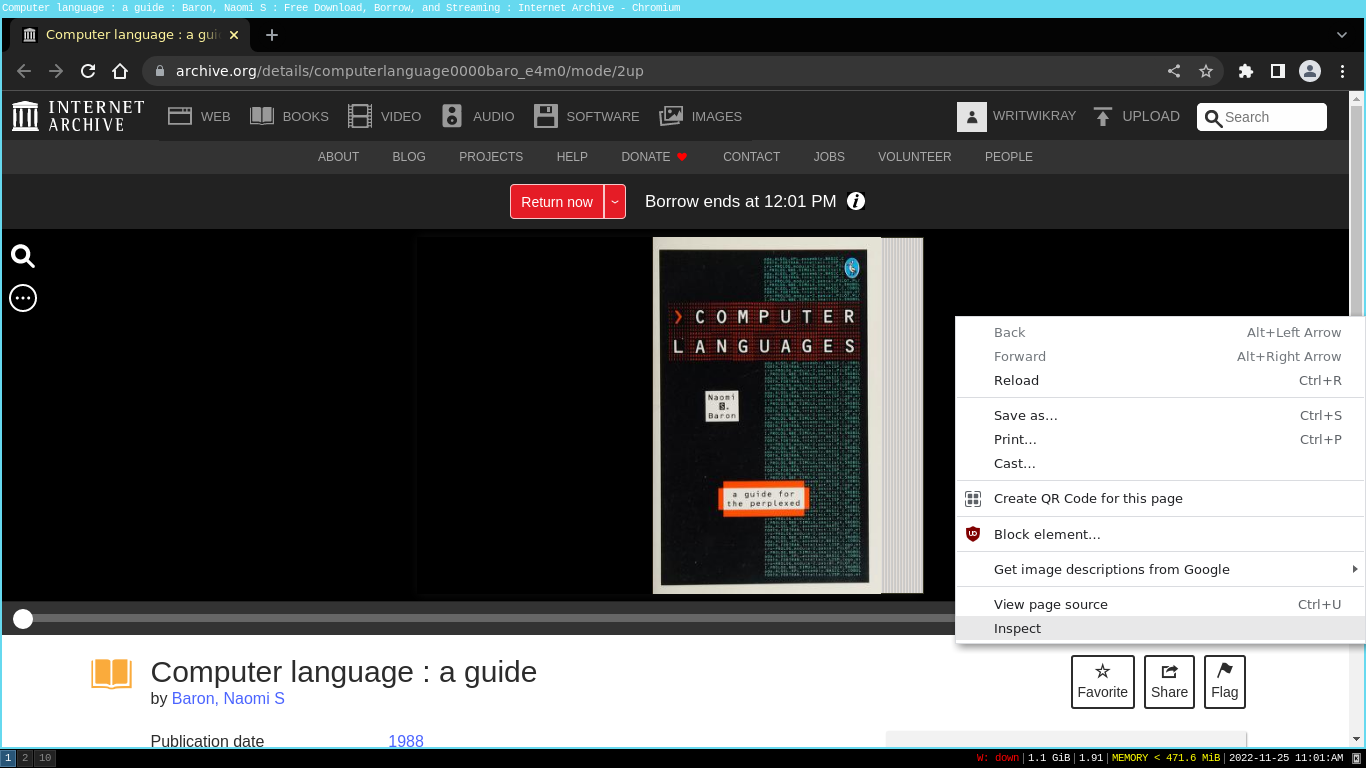 Computer language : a guide : Baron, Naomi S : Free Download, Borrow, and Streaming : Internet Archive - Chromium
Computer language : a gui
archive.org/details/computerlanguage0000baro_e4m0/mode/2up
INTERNET ARCHIVE
WEB BOOKS VIDEO AUDIO SOFTWARE IMAGES WRITWIKRAY UPLOAD Search
ABOUT BLOG PROJECTS HELP DONATE CONTACT JOBS VOLUNTEER PEOPLE
Return now Borrow ends at 12:01 PM
COMPUTER
LANGUAGES
Naomi
S.
Baron
a guide for
the perplexed
Back Alt+Left Arrow
Forward Alt+Right Arrow
Reload Ctrl+R
Save as… Ctrl+S
Print… Ctrl+P
Cast…
Create QR Code for this page
Block element…
Get image descriptions from Google
View page source Ctrl+U
Inspect
Computer language : a guide
by Baron, Naomi S
Favorite Share Flag
Publication date 1988
1 2 10 W: down 1.1 GiB 1.91 MEMORY < 471.6 MiB 2022-11-25 11:01:AM